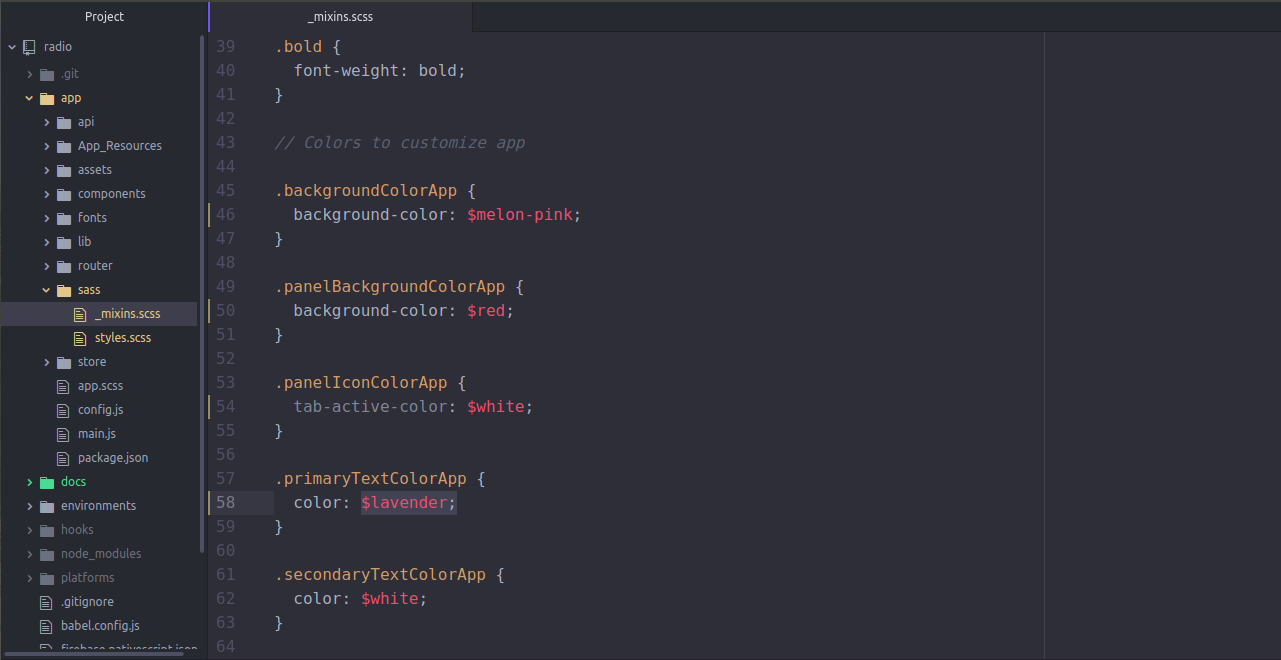 Project
radio
.git
app
api
App_Resources
assets
components
fonts
lib
router
sass
_mixins.scss
styles.scss
store
app.scss
config.js
main.js
package.json
docs
environments
hooks
node_modules
platforms
.gitignore
babel.config.js
firebase.nativescript.json
_mixins.scss
39 .bold {
40 font-weight: bold;
41 }
42
43 // Colors to customize app
44
45 .backgroundColorApp {
46 background-color: $melon-pink;
47 }
48
49 .panelBackgroundColorApp {
50 background-color: $red;
51 }
52
53 .panelIconColorApp {
54 tab-active-color: $white;
55 }
56
57 .primaryTextColorApp {
58 color: $lavender;
59 }
60
61 .secondaryTextColorApp {
62 color: $white;
63 }
64